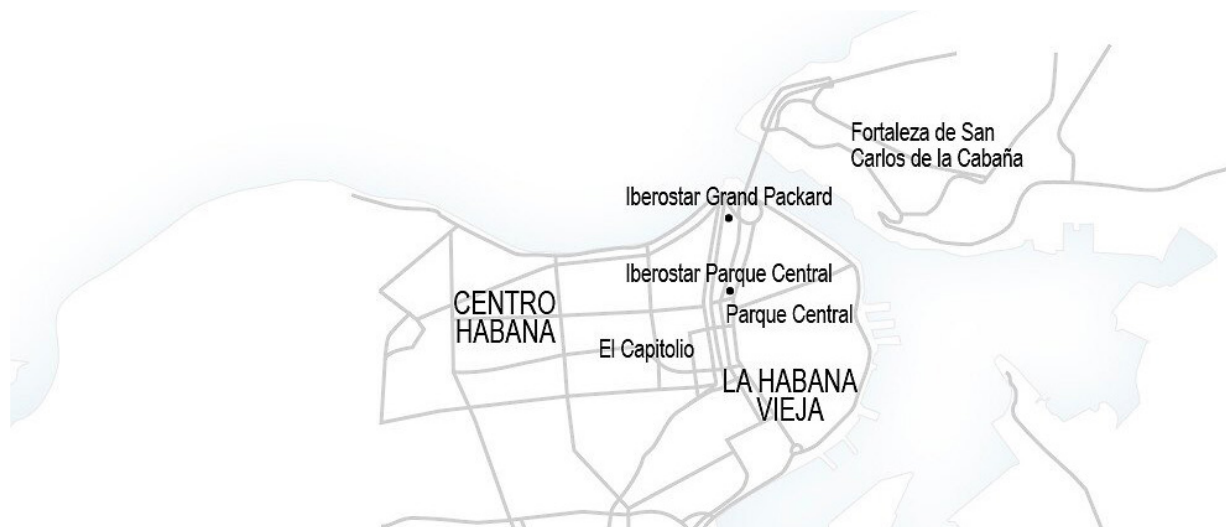 Fortaleza de San
Carlos de la Cabaña
Iberostar Grand Packard
Iberostar Parque Central
CENTRO
HABANA
Parque Central
El Capitolio
LA HABANA
VIEJA